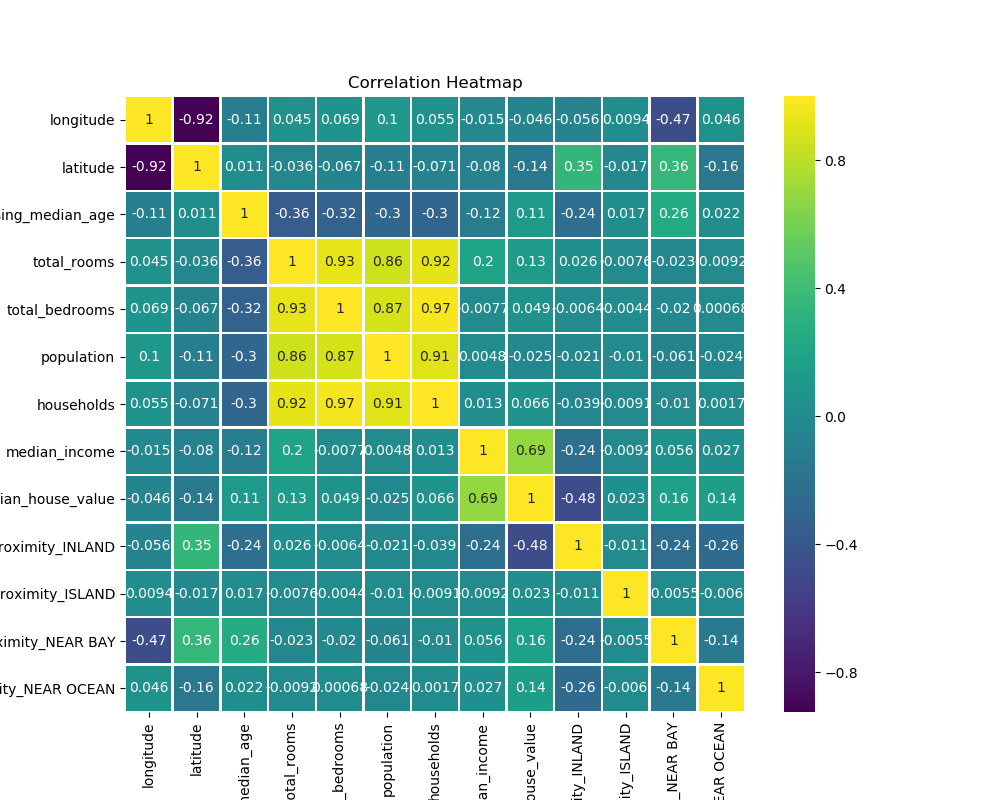 Correlation Heatmap
longitude 1 -0.92 -0.11 0.045 0.069 0.1 0.055 -0.015 -0.046 -0.056 0.0094 -0.47 0.046
latitude -0.92 1 0.011 -0.036 -0.067 -0.11 -0.071 -0.08 -0.14 0.35 -0.017 0.36 -0.16
sing_median_age -0.11 0.011 1 -0.36 -0.32 -0.3 -0.3 -0.12 0.11 -0.24 0.017 0.26 0.022
total_rooms 0.045 -0.036 -0.36 1 0.93 0.86 0.92 0.2 0.13 0.026 -0.0076 -0.023 -0.0092
total_bedrooms 0.069 -0.067 -0.32 0.93 1 0.87 0.97 -0.0077 0.049 -0.0064 -0.0044 -0.02 0.00068
population 0.1 -0.11 -0.3 0.86 0.87 1 0.91 0.0048 -0.025 -0.021 -0.01 -0.061 -0.024
households 0.055 -0.071 -0.3 0.92 0.97 0.91 1 0.013 0.066 -0.039 -0.0091 -0.01 0.0017
median_income -0.015 -0.08 -0.12 0.2 -0.0077 0.0048 0.013 1 0.69 -0.24 -0.0092 0.056 0.027
ian_house_value -0.046 -0.14 0.11 0.13 0.049 -0.025 0.066 0.69 1 -0.48 0.023 0.16 0.14
roximity_INLAND -0.056 0.35 -0.24 0.026 -0.0064 -0.021 -0.039 -0.24 -0.48 1 -0.011 -0.24 -0.26
roximity_ISLAND 0.0094 -0.017 0.017 -0.0076 -0.0044 -0.01 -0.0091 -0.0092 0.023 -0.011 1 -0.0055 -0.006
ximity_NEAR BAY -0.47 0.36 0.26 -0.023 -0.02 -0.061 -0.01 0.056 0.16 -0.24 -0.0055 1 -0.14
ity_NEAR OCEAN 0.046 -0.16 0.022 -0.0092 0.00068 -0.024 0.0017 0.027 0.14 -0.26 -0.006 -0.14 1
longitude
latitude
nedian_age
otal_rooms
_bedrooms
population
households
an_income
ouse_value
ity_INLAND
ity_ISLAND
_NEAR BAY
EAR OCEAN
0.8
0.4
0.0
−0.4
−0.8